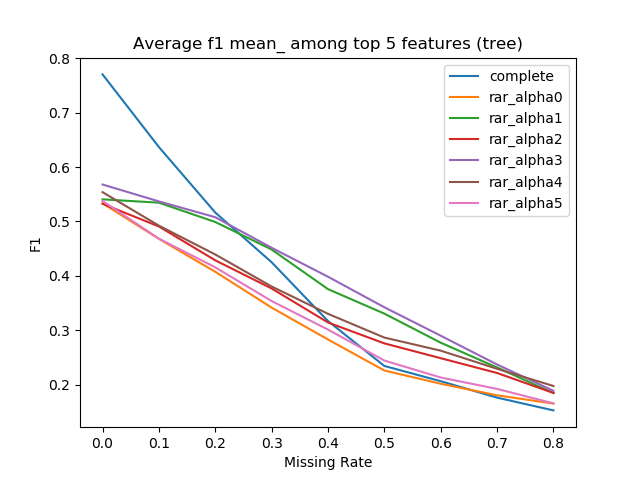 Average f1 mean_ among top 5 features (tree)
F1
0.8
0.7
0.6
0.5
0.4
0.3
0.2
complete
rar_alpha0
rar_alpha1
rar_alpha2
rar_alpha3
rar_alpha4
rar_alpha5
0.0 0.1 0.2 0.3 0.4 0.5 0.6 0.7 0.8
Missing Rate